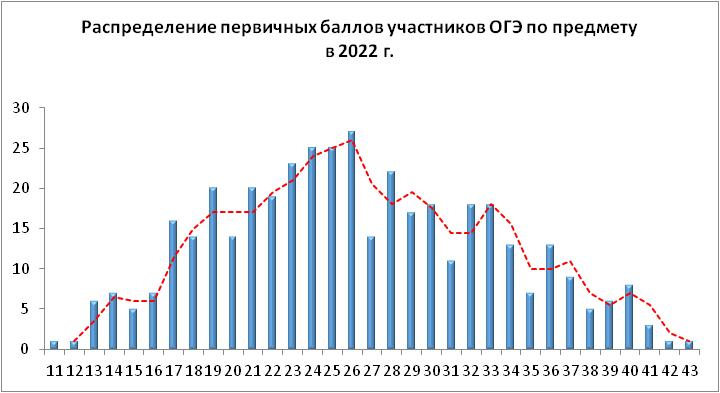 Распределение первичных баллов участников ОГЭ по предмету
в 2022 г.
30
25
20
15
10
5
0
11 12 13 14 15 16 17 18 19 20 21 22 23 24 25 26 27 28 29 30 31 32 33 34 35 36 37 38 39 40 41 42 43